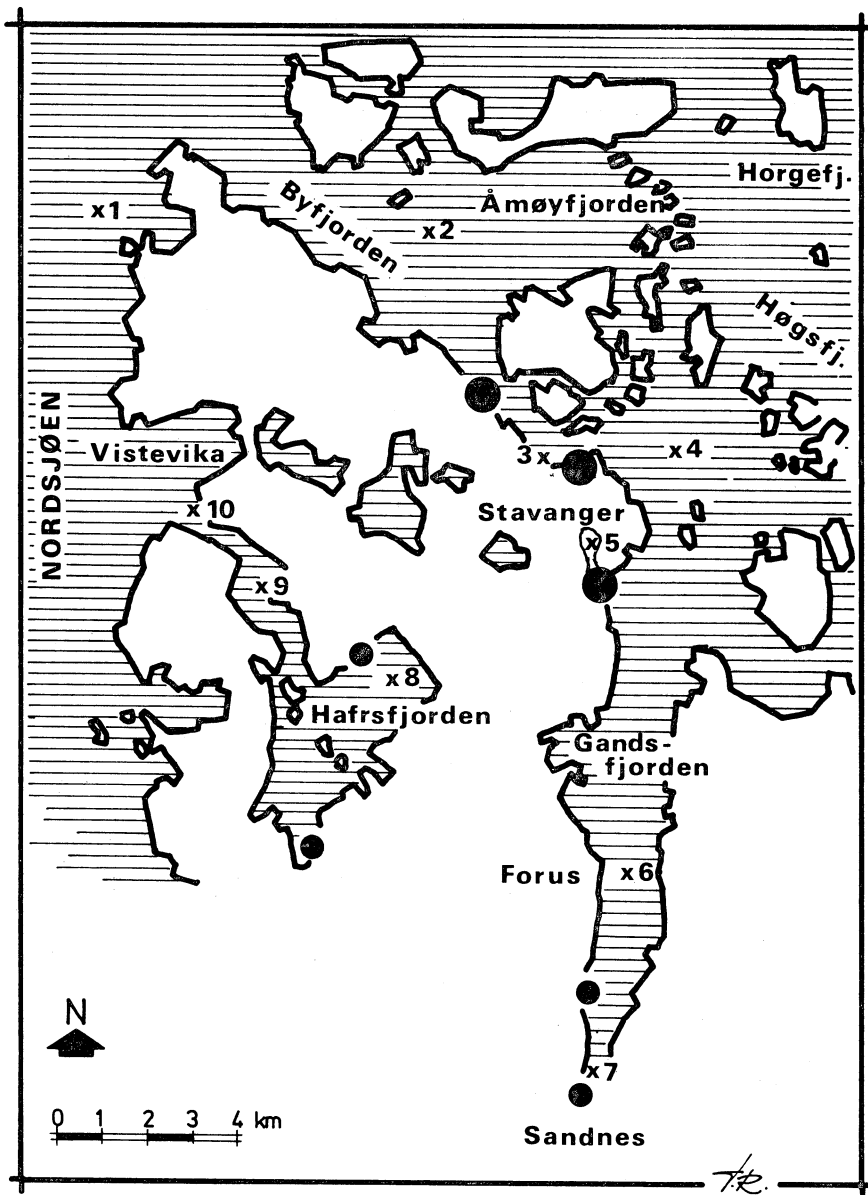 Horgefj.
Byfjorden
Åmøyfjorden
x1
x2
Høgsfj.
NORDSJØEN
Vistevika
3x
x4
x10
Stavanger
x5
x9
x8
Hafrsfjorden
Gands-
fjorden
Forus
x6
N
x7
0 1 2 3 4 km
Sandnes
T.R.